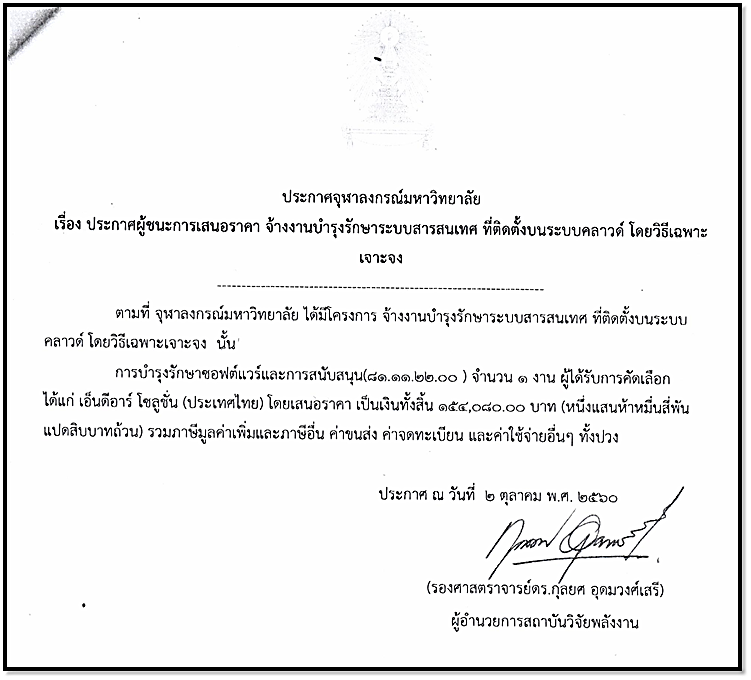 ประกาศจุฬาลงกรณ์มหาวิทยาลัย
เรื่อง ประกาศผู้ชนะการเสนอราคา จ้างงานบำรุงรักษาระบบสารสนเทศ ที่ติดตั้งบนระบบคลาวด์ โดยวิธีเฉพาะ
เจาะจง
--------------------------------------------------------------------
ตามที่ จุฬาลงกรณ์มหาวิทยาลัย ได้มีโครงการ จ้างงานบำรุงรักษาระบบสารสนเทศ ที่ติดตั้งบนระบบ
คลาวด์ โดยวิธีเฉพาะเจาะจง นั้น
การบำรุงรักษาซอฟต์แวร์และการสนับสนุน(๘๑.๑๑.๒๒.๐๐ ) จำนวน ๑ งาน ผู้ได้รับการคัดเลือก
ได้แก่ เอ็นดีอาร์ โซลูชั่น (ประเทศไทย) โดยเสนอราคา เป็นเงินทั้งสิ้น ๑๕๔,๐๘๐.๐๐ บาท (หนึ่งแสนห้าหมื่นสี่พัน
แปดสิบบาทถ้วน) รวมภาษีมูลค่าเพิ่มและภาษีอื่น ค่าขนส่ง ค่าจดทะเบียน และค่าใช้จ่ายอื่นๆ ทั้งปวง
ประกาศ ณ วันที่ ๒ ตุลาคม พ.ศ. ๒๕๖๐
(รองศาสตราจารย์ดร.กุลยศ อุดมวงศ์เสรี)
ผู้อำนวยการสถาบันวิจัยพลังงาน